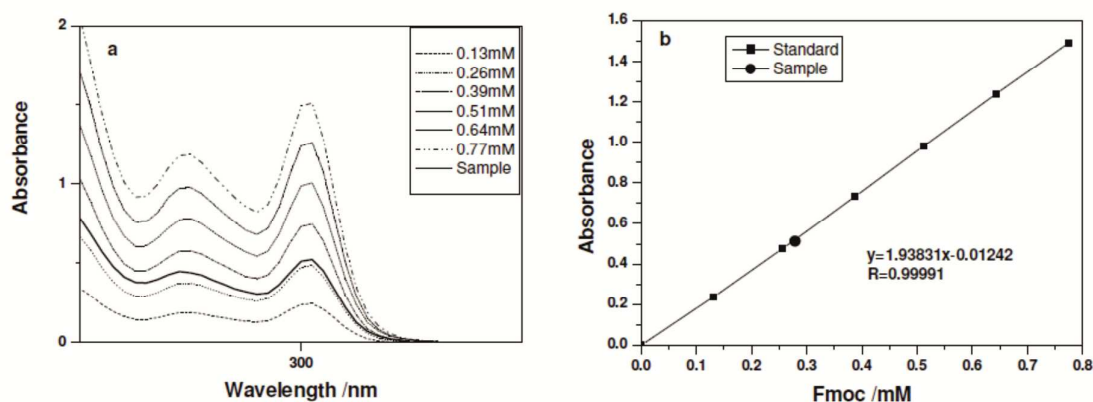 a
2
1
0
Absorbance
300
Wavelength /nm
0.13mM
0.26mM
0.39mM
0.51mM
0.64mM
0.77mM
Sample
b
Standard
Sample
1.6
1.4
1.2
1.0
0.8
0.6
0.4
0.2
0.0
Absorbance
y=1.93831x-0.01242
R=0.99991
0.0 0.1 0.2 0.3 0.4 0.5 0.6 0.7 0.8
Fmoc /mM